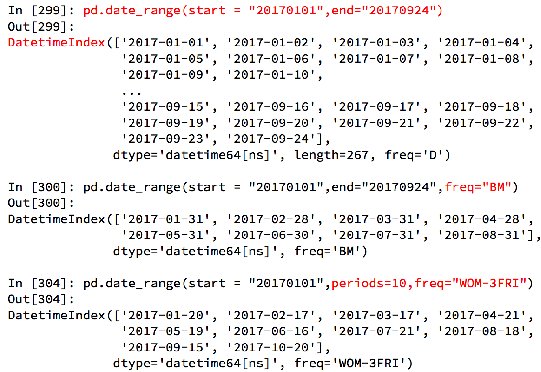 In [299]: pd.date_range(start = "20170101",end="20170924")
Out[299]:
DatetimeIndex(['2017-01-01', '2017-01-02', '2017-01-03', '2017-01-04',
'2017-01-05', '2017-01-06', '2017-01-07', '2017-01-08',
'2017-01-09', '2017-01-10',
...
'2017-09-15', '2017-09-16', '2017-09-17', '2017-09-18',
'2017-09-19', '2017-09-20', '2017-09-21', '2017-09-22',
'2017-09-23', '2017-09-24'],
dtype='datetime64[ns]', length=267, freq='D')
In [300]: pd.date_range(start = "20170101",end="20170924",freq="BM")
Out[300]:
DatetimeIndex(['2017-01-31', '2017-02-28', '2017-03-31', '2017-04-28',
'2017-05-31', '2017-06-30', '2017-07-31', '2017-08-31'],
dtype='datetime64[ns]', freq='BM')
In [304]: pd.date_range(start = "20170101",periods=10,freq="WOM-3FRI")
Out[304]:
DatetimeIndex(['2017-01-20', '2017-02-17', '2017-03-17', '2017-04-21',
'2017-05-19', '2017-06-16', '2017-07-21', '2017-08-18',
'2017-09-15', '2017-10-20'],
dtype='datetime64[ns]', freq='WOM-3FRI')